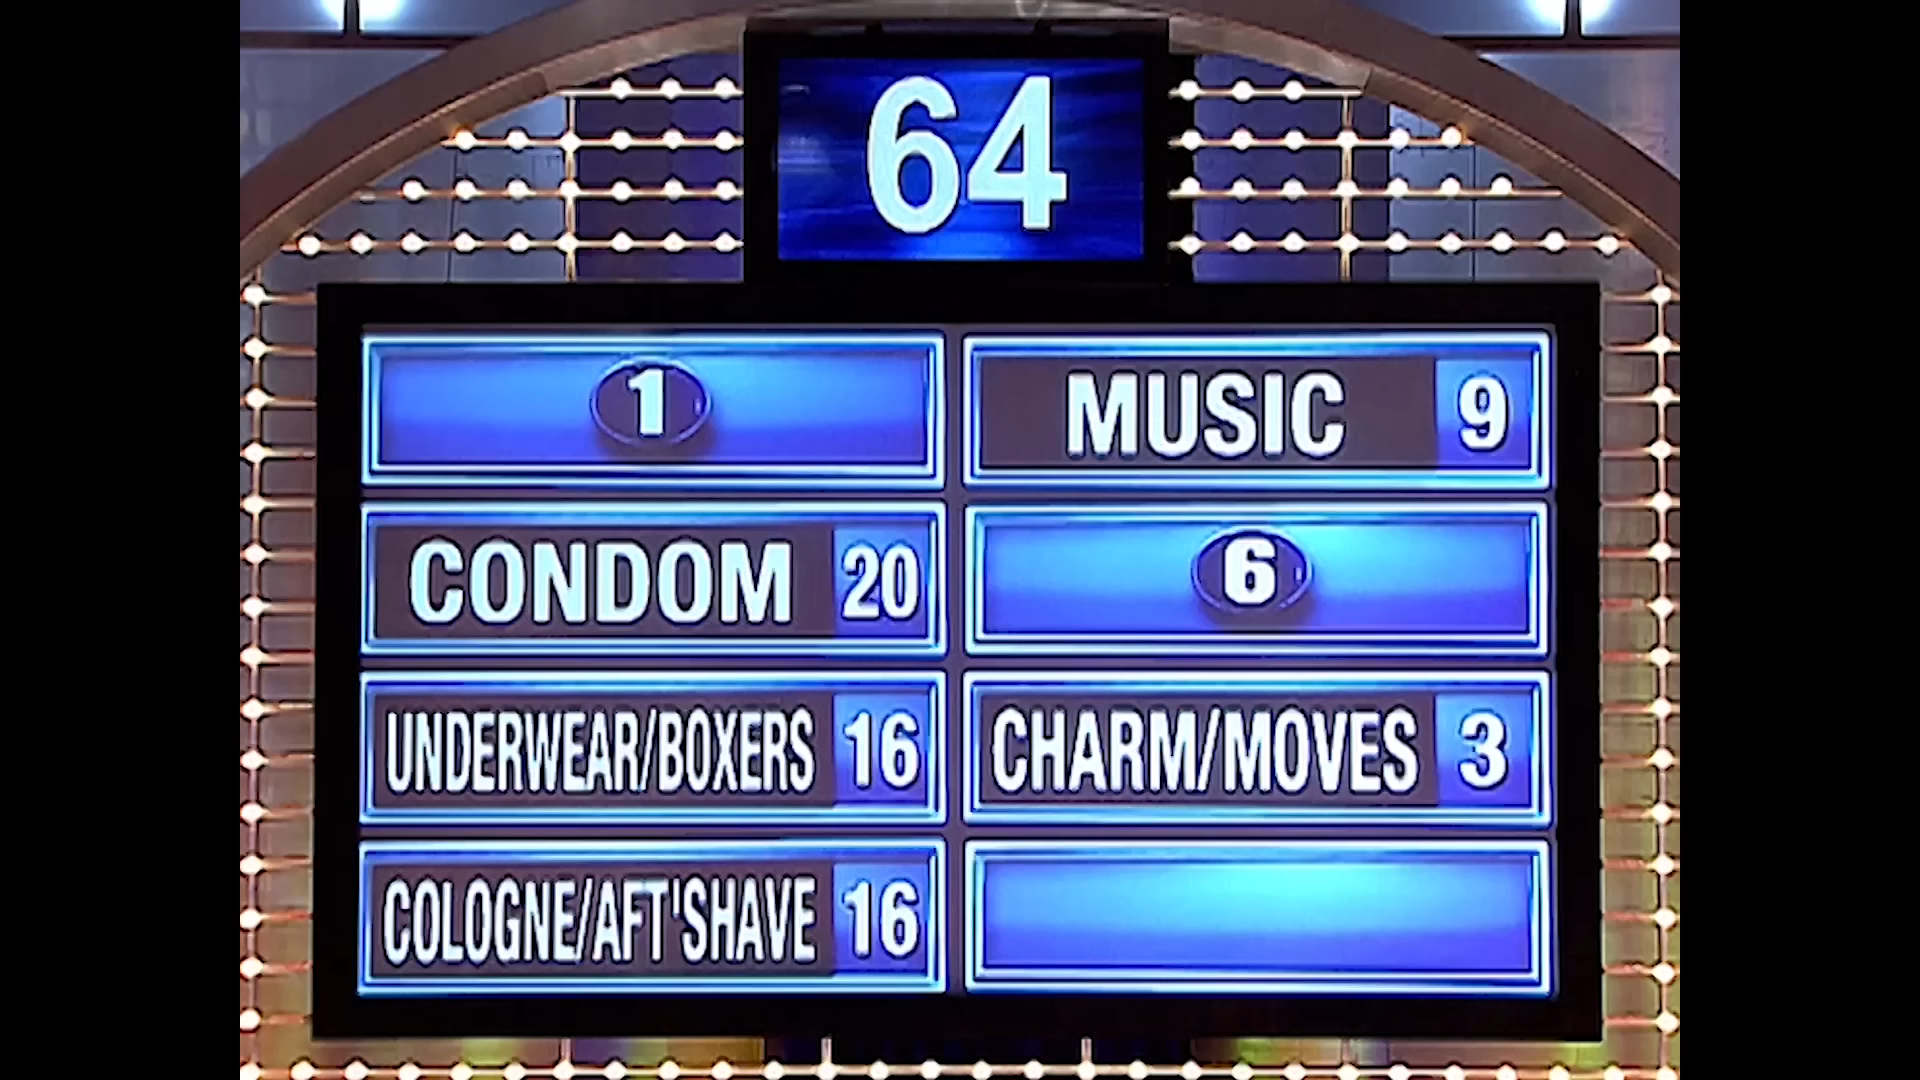 64
1
MUSIC 9
CONDOM 20
6
UNDERWEAR/BOXERS 16
CHARM/MOVES 3
COLOGNE/AFT'SHAVE 16